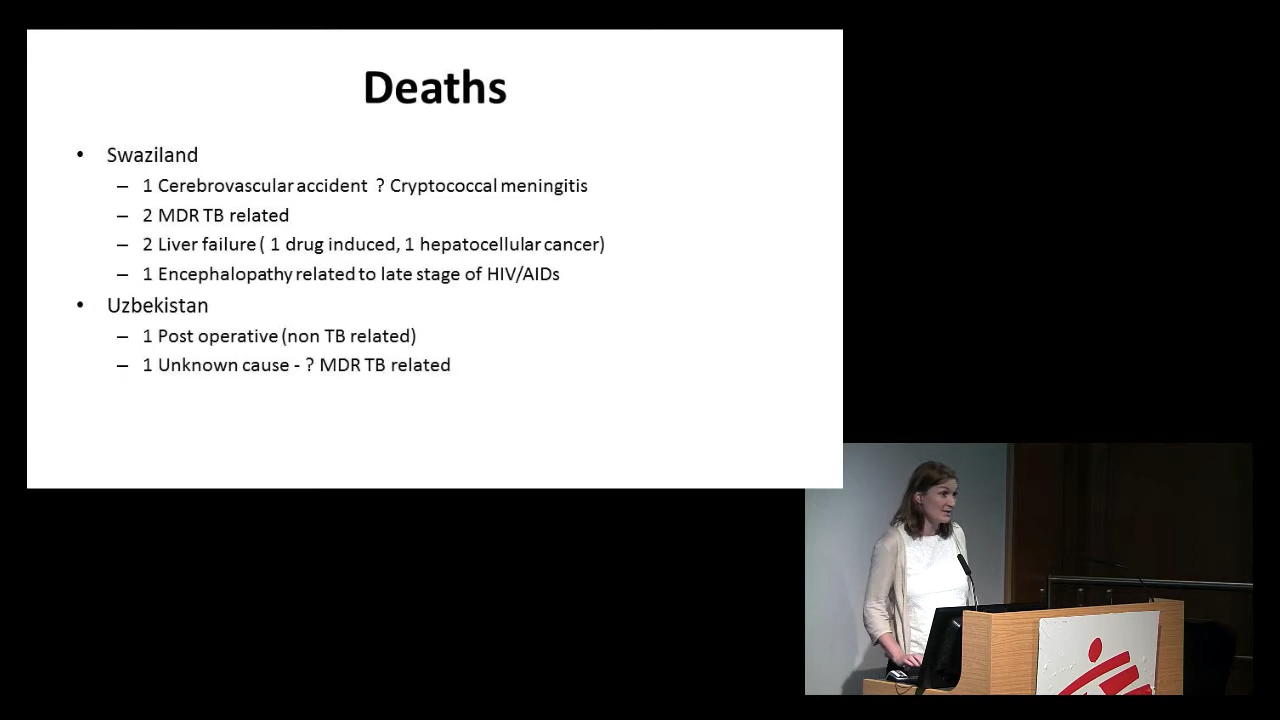 Deaths
• Swaziland
– 1 Cerebrovascular accident ? Cryptococcal meningitis
– 2 MDR TB related
– 2 Liver failure ( 1 drug induced, 1 hepatocellular cancer)
– 1 Encephalopathy related to late stage of HIV/AIDs
• Uzbekistan
– 1 Post operative (non TB related)
– 1 Unknown cause - ? MDR TB related